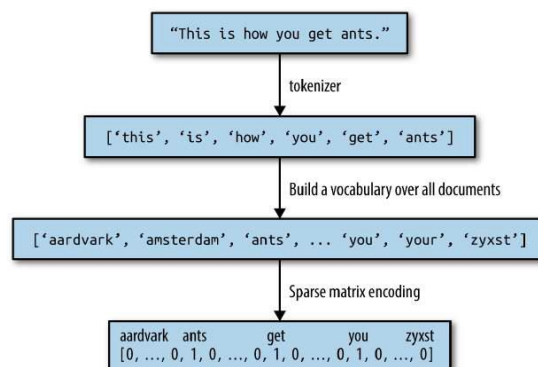 “This is how you get ants.”
tokenizer
[‘this’, ‘is’, ‘how’, ‘you’, ‘get’, ‘ants’]
Build a vocabulary over all documents
[‘aardvark’, ‘amsterdam’, ‘ants’, ... ‘you’, ‘your’, ‘zyxst’]
Sparse matrix encoding
aardvark ants get you zyxst
[0, ..., 0, 1, 0, ..., 0, 1, 0, ..., 0, 1, 0, ..., 0]